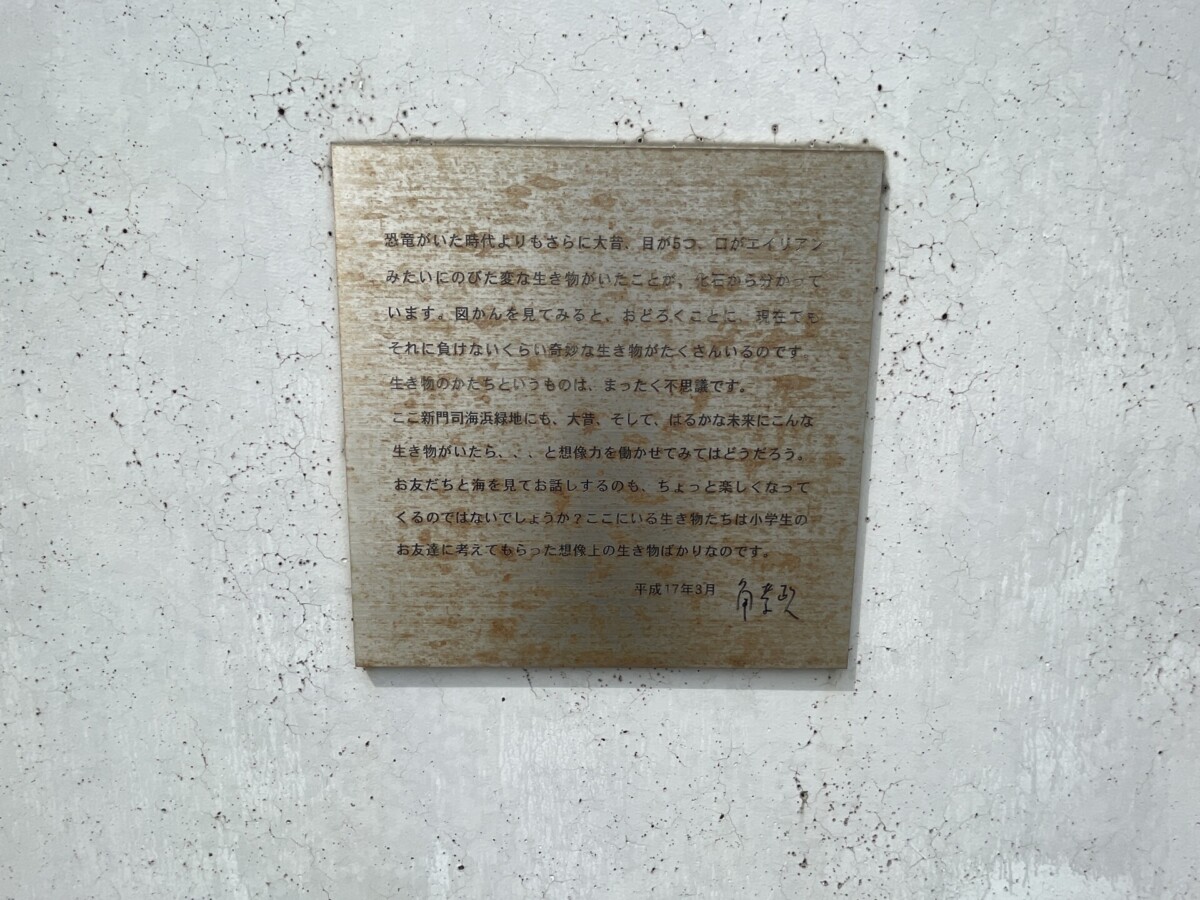 恐竜がいた時代よりもさらに大昔、目が5つ、口がエイリアン
みたいにのびた変な生き物がいたことが、化石から分かって
います。図かんを見てみると、おどろくことに、現在でも
それに負けないくらい奇妙な生き物がたくさんいるのです。
生き物のかたちというものは、まったく不思議です。
ここ新門司海浜緑地にも、大昔、そして、はるかな未来にこんな
生き物がいたら、、、と想像力を働かせてみてはどうだろう。
お友だちと海を見てお話しするのも、ちょっと楽しくなって
くるのではないでしょうか？ここにいる生き物たちは小学生の
お友達に考えてもらった想像上の生き物ばかりなのです。
平成17年3月